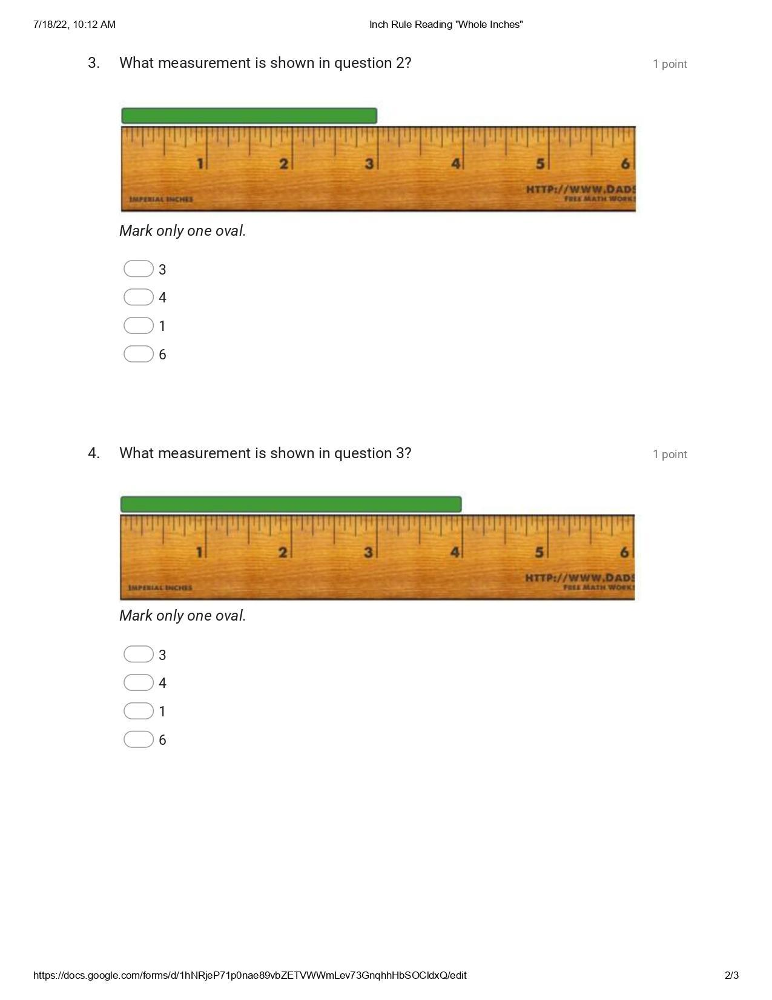 7/18/22, 10:12 AM Inch Rule Reading "Whole Inches"
3. What measurement is shown in question 2? 1 point
1 2 3 4 5 6
HTTP://WWW.DADS
IMPERIAL INCHES FREE MATH WORKS
Mark only one oval.
3
4
1
6
4. What measurement is shown in question 3? 1 point
1 2 3 4 5 6
HTTP://WWW.DADS
IMPERIAL INCHES FREE MATH WORKS
Mark only one oval.
3
4
1
6
https://docs.google.com/forms/d/1hNRjeP71p0nae89vbZETVWWmLev73GnqhhHbSOCIdxQ/edit 2/3